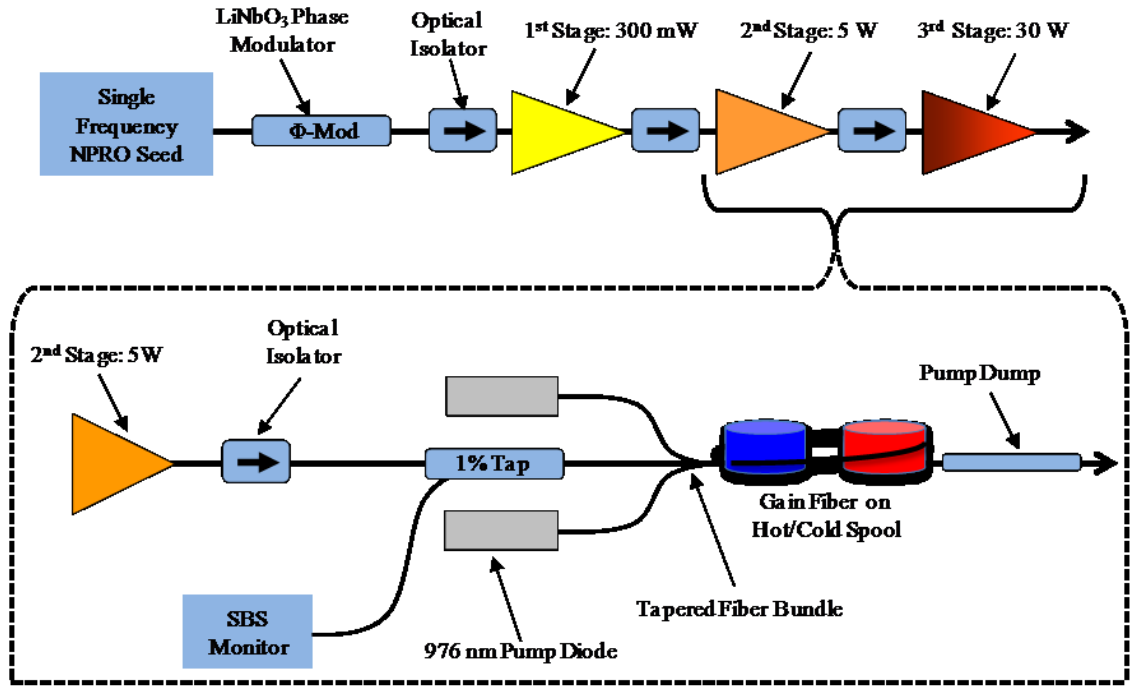 LiNbO3 Phase
Modulator
Optical
Isolator
1st Stage: 300 mW
2nd Stage: 5 W
3rd Stage: 30 W
Single
Frequency
NPRO Seed
Φ-Mod
2nd Stage: 5W
Optical
Isolator
Pump Dump
1% Tap
Gain Fiber on
Hot/Cold Spool
Tapered Fiber Bundle
SBS
Monitor
976 nm Pump Diode